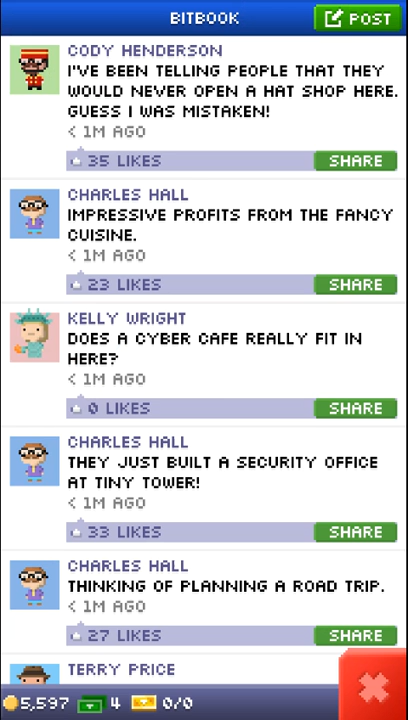 BITBOOK
POST
CODY HENDERSON
I'VE BEEN TELLING PEOPLE THAT THEY
WOULD NEVER OPEN A HAT SHOP HERE.
GUESS I WAS MISTAKEN!
< 1M AGO
35 LIKES
SHARE
CHARLES HALL
IMPRESSIVE PROFITS FROM THE FANCY
CUISINE.
< 1M AGO
23 LIKES
SHARE
KELLY WRIGHT
DOES A CYBER CAFE REALLY FIT IN
HERE?
< 1M AGO
0 LIKES
SHARE
CHARLES HALL
THEY JUST BUILT A SECURITY OFFICE
AT TINY TOWER!
< 1M AGO
33 LIKES
SHARE
CHARLES HALL
THINKING OF PLANNING A ROAD TRIP.
< 1M AGO
27 LIKES
SHARE
TERRY PRICE
5,597 4 0/0